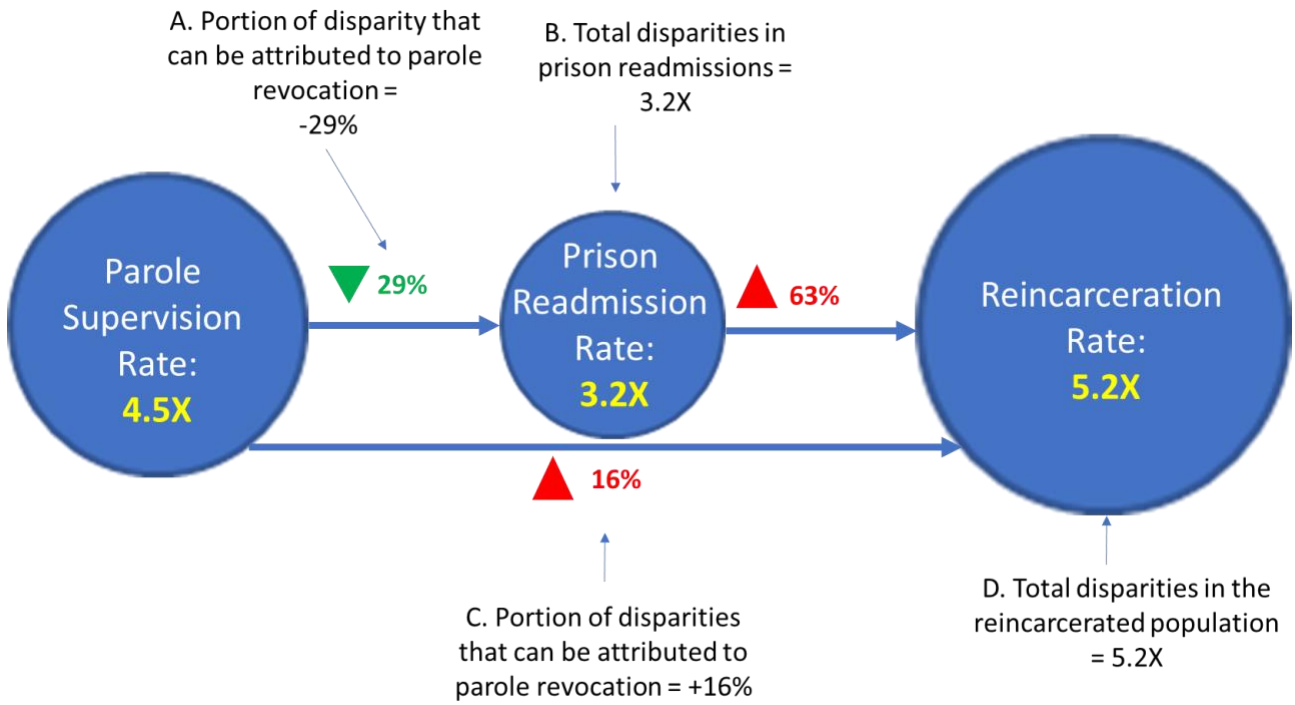 A. Portion of disparity that
can be attributed to parole
revocation =
-29%
B. Total disparities in
prison readmissions =
3.2X
Parole
Supervision
Rate:
4.5X
29%
Prison
Readmission
Rate:
3.2X
63%
Reincarceration
Rate:
5.2X
16%
C. Portion of disparities
that can be attributed to
parole revocation = +16%
D. Total disparities in the
reincarcerated population
= 5.2X